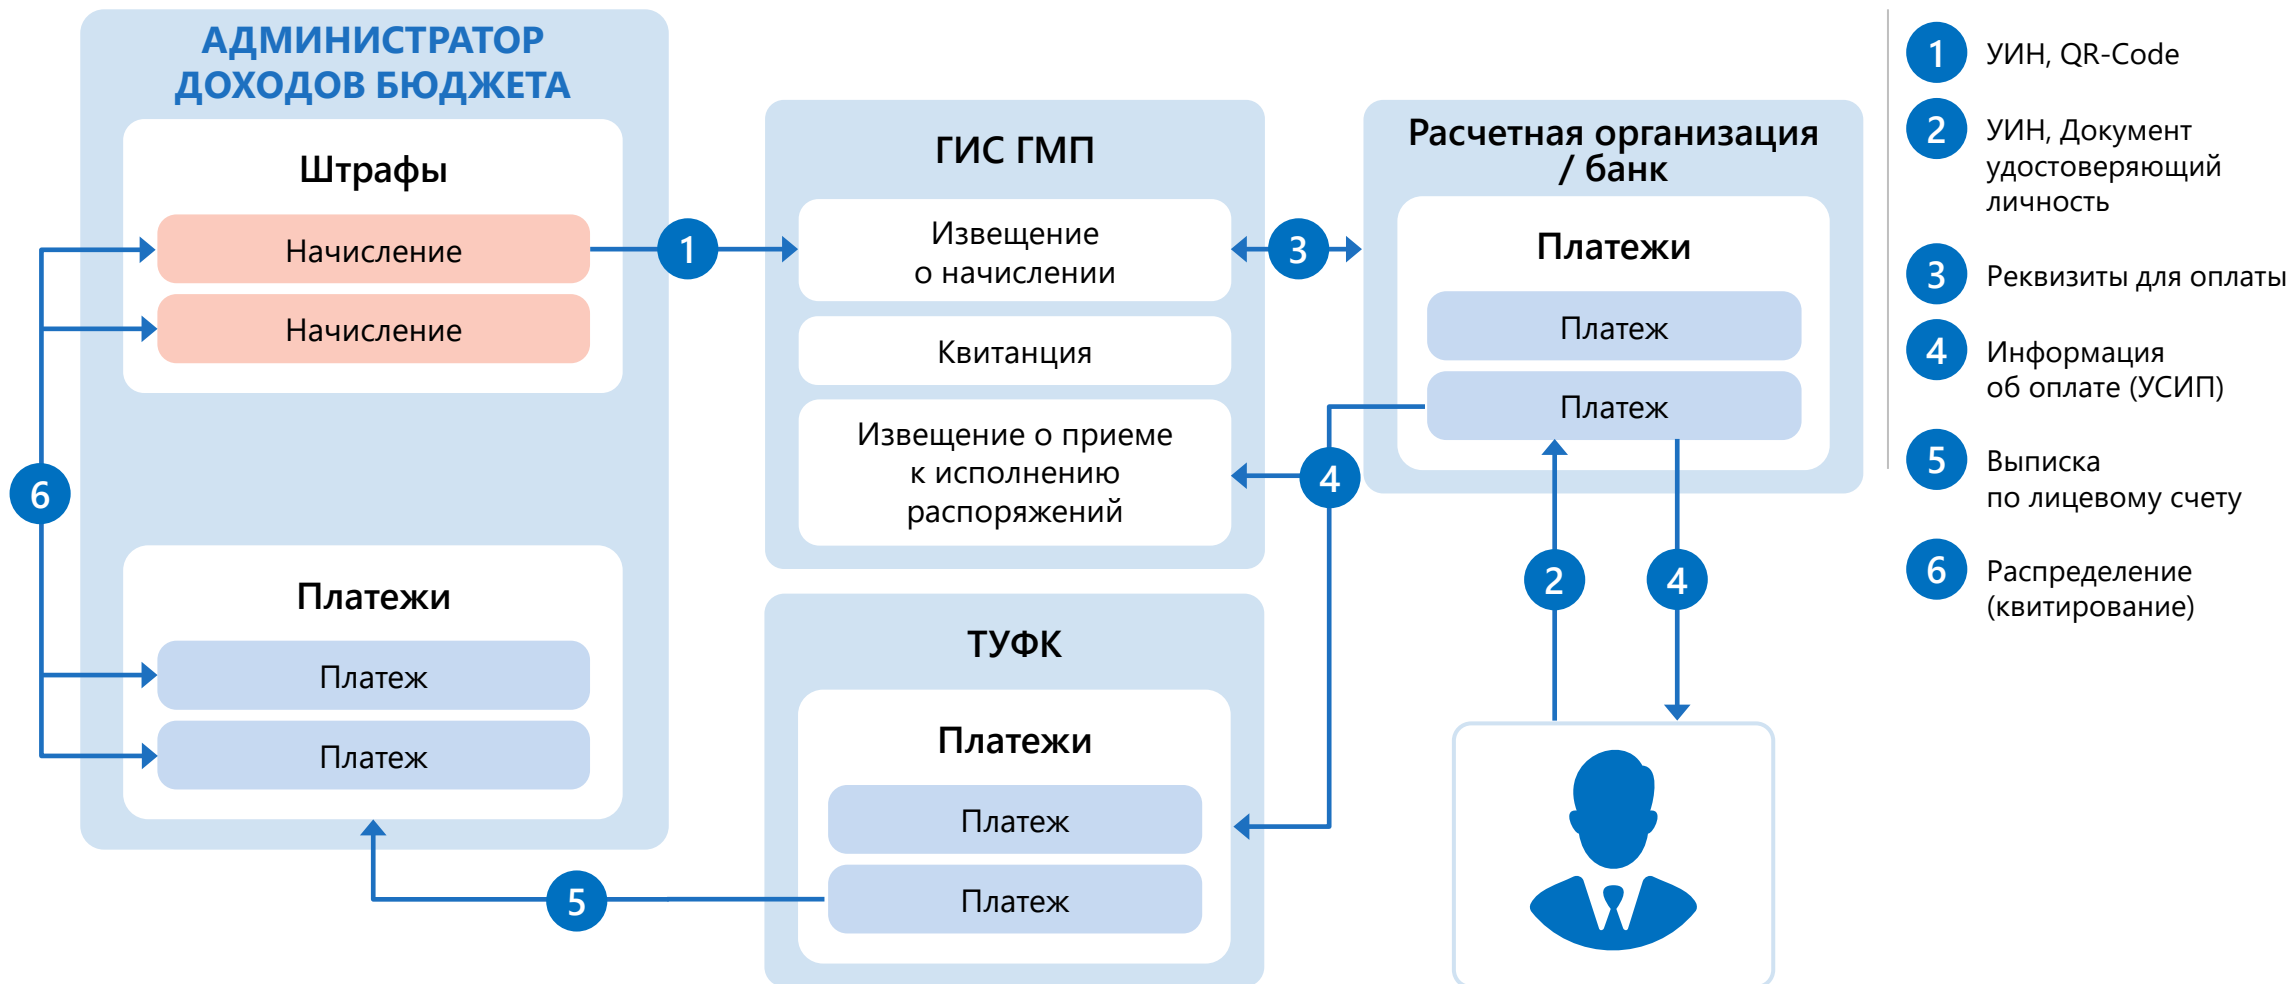 АДМИНИСТРАТОР
ДОХОДОВ БЮДЖЕТА
Штрафы
Начисление
Начисление
Платежи
Платеж
Платеж
6
1
ГИС ГМП
Извещение
о начислении
Квитанция
Извещение о приеме
к исполнению
распоряжений
ТУФК
Платежи
Платеж
Платеж
5
3
4
Расчетная организация
/ банк
Платежи
Платеж
Платеж
2
4
1 УИН, QR-Code
2 УИН, Документ
удостоверяющий
личность
3 Реквизиты для оплаты
4 Информация
об оплате (УСИП)
5 Выписка
по лицевому счету
6 Распределение
(квитирование)